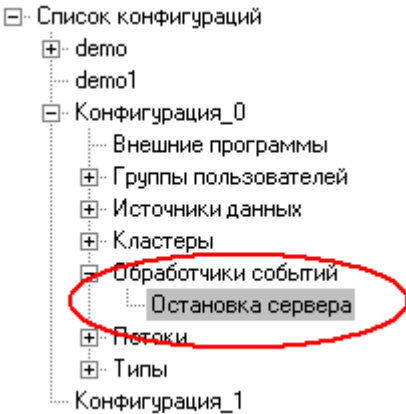 Список конфигураций
demo
demo1
Конфигурация_0
Внешние программы
Группы пользователей
Источники данных
Кластеры
Обработчики событий
Остановка сервера
Потоки
Типы
Конфигурация_1